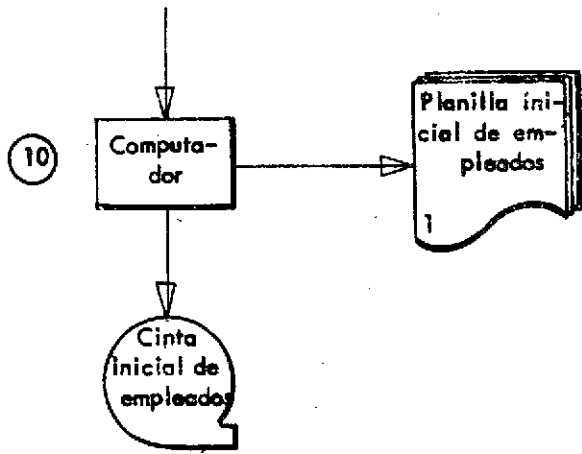 10
Computa-
dor
Planilla ini-
cial de em-
pleados
1
Cinta
inicial de
empleados